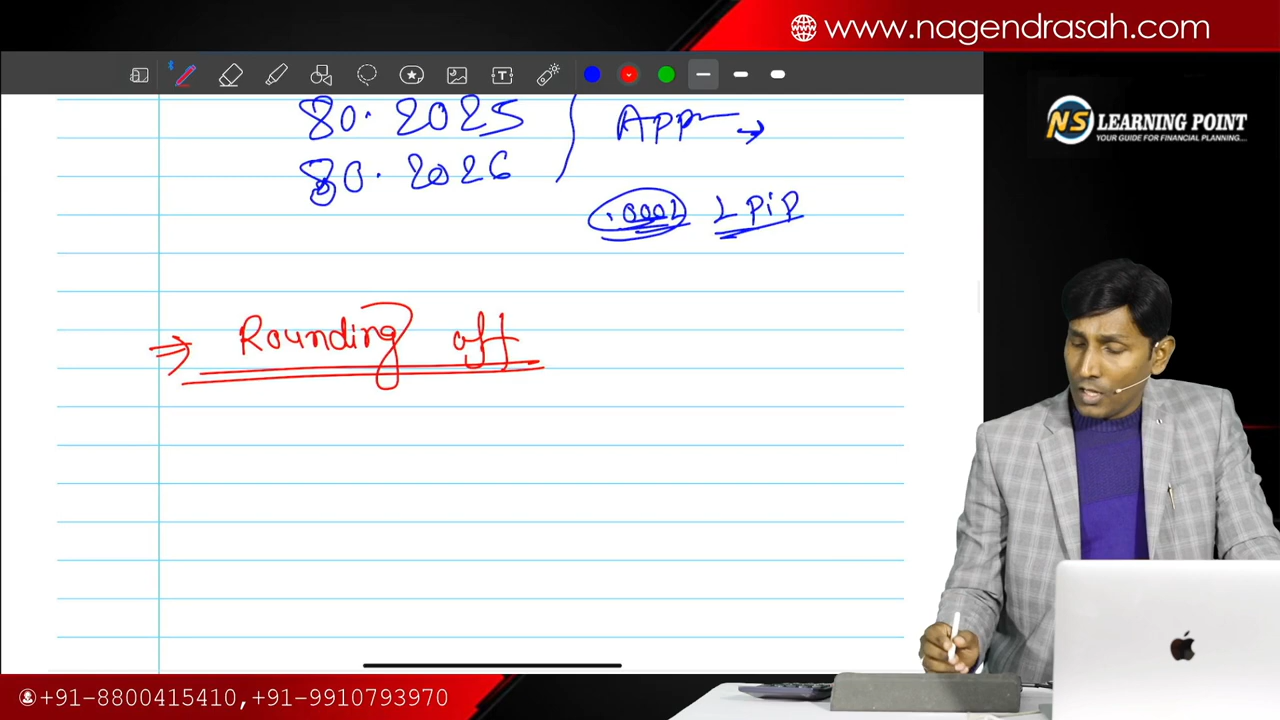 www.nagendrasah.com
NS LEARNING POINT
YOUR GUIDE FOR FINANCIAL PLANNING....
80.2025
80.2026
App →
.0001 1 PiP
⇒ Rounding off
+91-8800415410,+91-9910793970